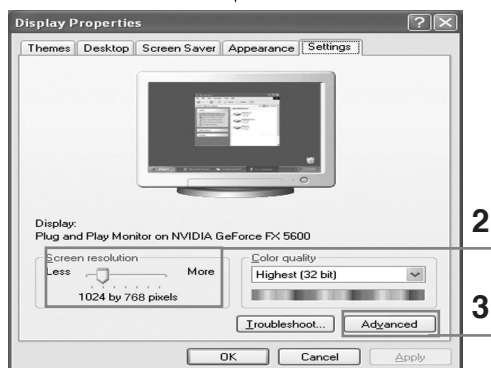 Display Properties
Themes Desktop Screen Saver Appearance Settings
Display:
Plug and Play Monitor on NVIDIA GeForce FX 5600
Screen resolution
Less More
1024 by 768 pixels
Color quality
Highest (32 bit)
2
3
Troubleshoot... Advanced
OK Cancel Apply